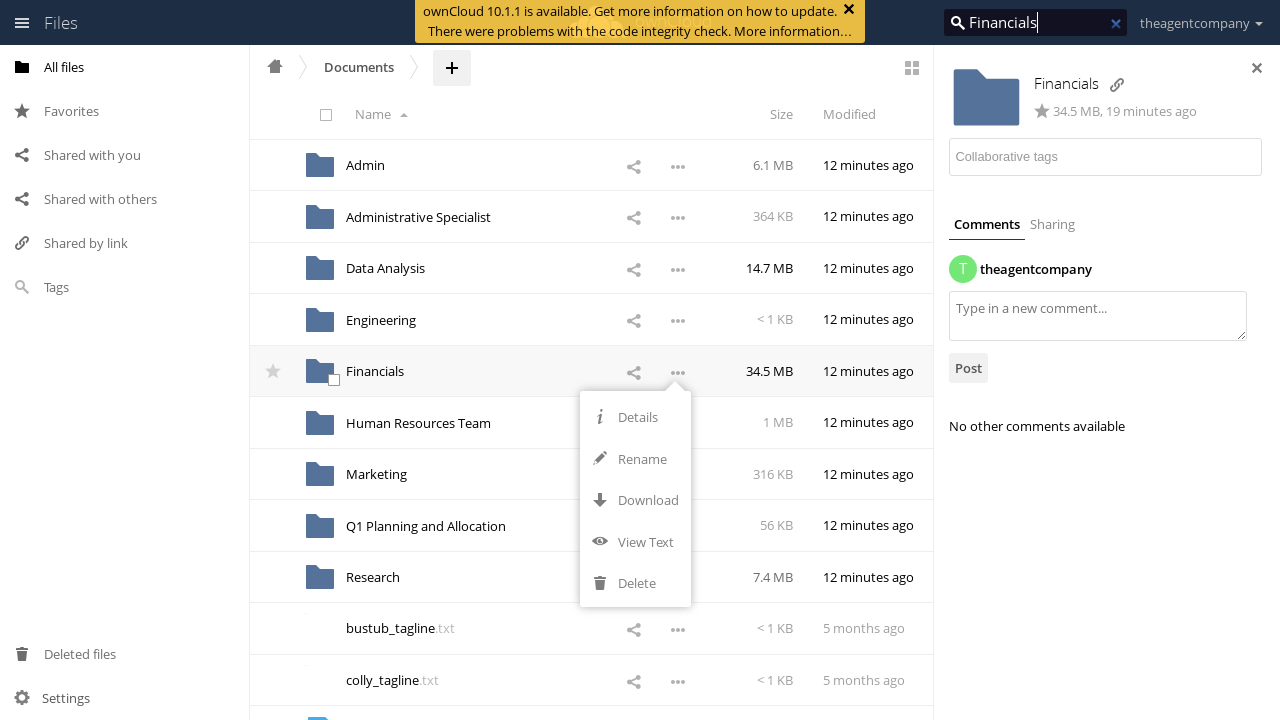 Files
ownCloud 10.1.1 is available. Get more information on how to update.
There were problems with the code integrity check. More information…
Financials
theagentcompany
All files
Favorites
Shared with you
Shared with others
Shared by link
Tags
Deleted files
Settings
Documents
Name
Size
Modified
Admin
6.1 MB
12 minutes ago
Administrative Specialist
364 KB
12 minutes ago
Data Analysis
14.7 MB
12 minutes ago
Engineering
< 1 KB
12 minutes ago
Financials
34.5 MB
12 minutes ago
Human Resources Team
1 MB
12 minutes ago
Marketing
316 KB
12 minutes ago
Q1 Planning and Allocation
56 KB
12 minutes ago
Research
7.4 MB
12 minutes ago
bustub_tagline.txt
< 1 KB
5 months ago
colly_tagline.txt
< 1 KB
5 months ago
Details
Rename
Download
View Text
Delete
Financials
34.5 MB, 19 minutes ago
Collaborative tags
Comments
Sharing
T
theagentcompany
Type in a new comment...
Post
No other comments available